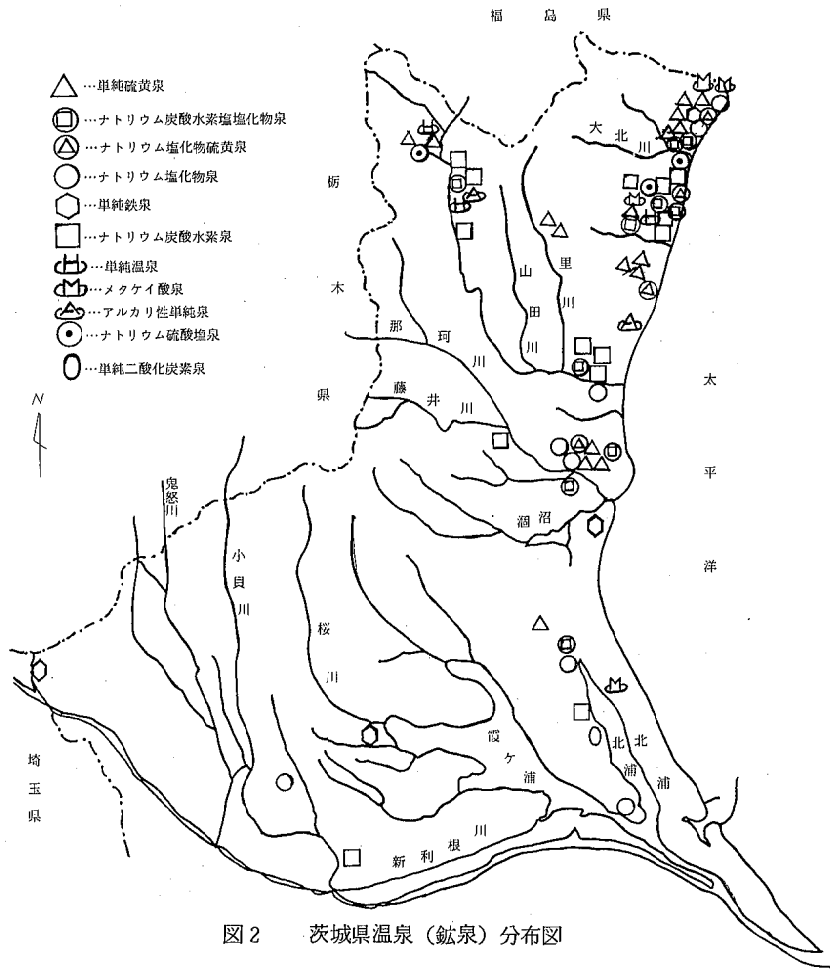 福島県
…単純硫黄泉
…ナトリウム炭酸水素塩塩化物泉
…ナトリウム塩化物硫黄泉
…ナトリウム塩化物泉
…単純鉄泉
…ナトリウム炭酸水素泉
…単純温泉
…メタケイ酸泉
…アルカリ性単純泉
…ナトリウム硫酸塩泉
…単純二酸化炭素泉
N
栃木県
大北川
里川
山田川
那珂川
藤井川
太平洋
涸沼
鬼怒川
小貝川
桜川
霞ケ浦
北浦
北浦
埼玉県
新利根川
図2 茨城県温泉（鉱泉）分布図